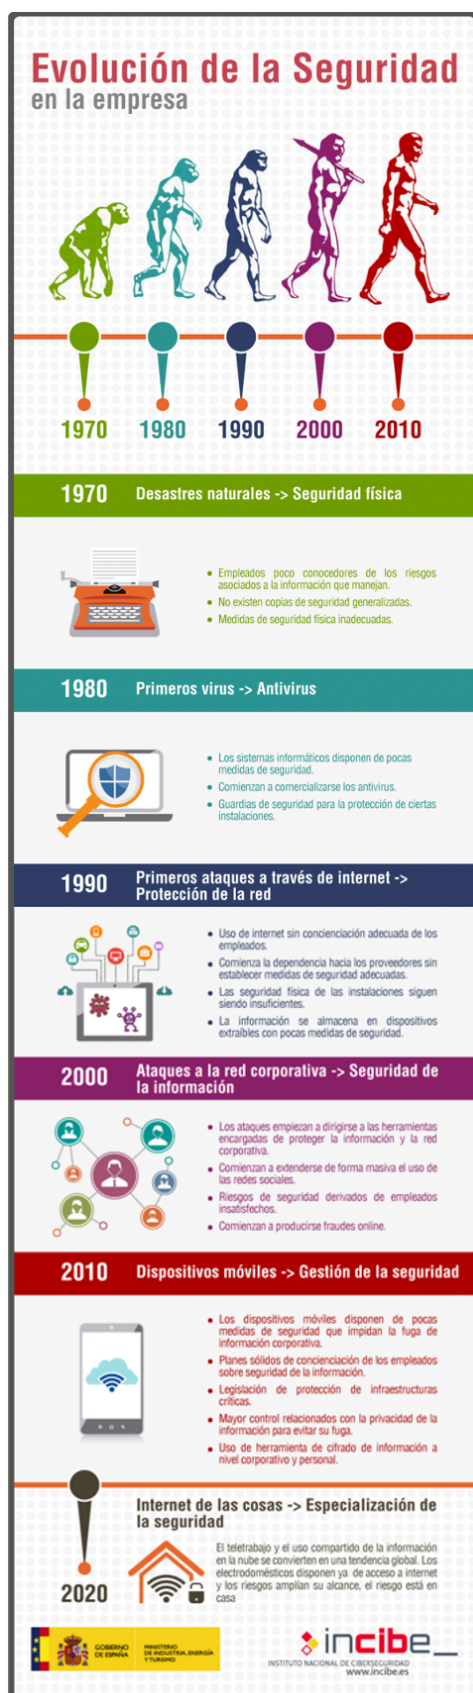 Evolución de la Seguridad
en la empresa
1970 1980 1990 2000 2010
1970 Desastres naturales -> Seguridad física
• Empleados poco conocedores de los riesgos
asociados a la información que manejan.
• No existen copias de seguridad generalizadas.
• Medidas de seguridad física inadecuadas.
1980 Primeros virus -> Antivirus
• Los sistemas informáticos disponen de pocas
medidas de seguridad.
• Comienzan a comercializarse los antivirus.
• Guardias de seguridad para la protección de ciertas
instalaciones.
1990 Primeros ataques a través de internet ->
Protección de la red
• Uso de internet sin concienciación adecuada de los
empleados.
• Comienza la dependencia hacia los proveedores sin
establecer medidas de seguridad adecuadas.
• Las seguridad física de las instalaciones siguen
siendo insuficientes.
• La información se almacena en dispositivos
extraíbles con pocas medidas de seguridad.
2000 Ataques a la red corporativa -> Seguridad de
la información
• Los ataques empiezan a dirigirse a las herramientas
encargadas de proteger la información y la red
corporativa.
• Comienzan a extenderse de forma masiva el uso de
las redes sociales.
• Riesgos de seguridad derivados de empleados
insatisfechos.
• Comienzan a producirse fraudes online.
2010 Dispositivos móviles -> Gestión de la seguridad
• Los dispositivos móviles disponen de pocas
medidas de seguridad que impidan la fuga de
información corporativa.
• Planes sólidos de concienciación de los empleados
sobre seguridad de la información.
• Legislación de protección de infraestructuras
críticas.
• Mayor control relacionados con la privacidad de la
información para evitar su fuga.
• Uso de herramienta de cifrado de información a
nivel corporativo y personal.
Internet de las cosas -> Especialización de
la seguridad
2020
El teletrabajo y el uso compartido de la información
en la nube se convierten en una tendencia global. Los
electrodomésticos disponen ya de acceso a internet
y los riesgos amplían su alcance, el riesgo está en
casa
GOBIERNO
DE ESPAÑA
MINISTERIO
DE INDUSTRIA, ENERGÍA
Y TURISMO
incibe_
INSTITUTO NACIONAL DE CIBERSEGURIDAD
www.incibe.es